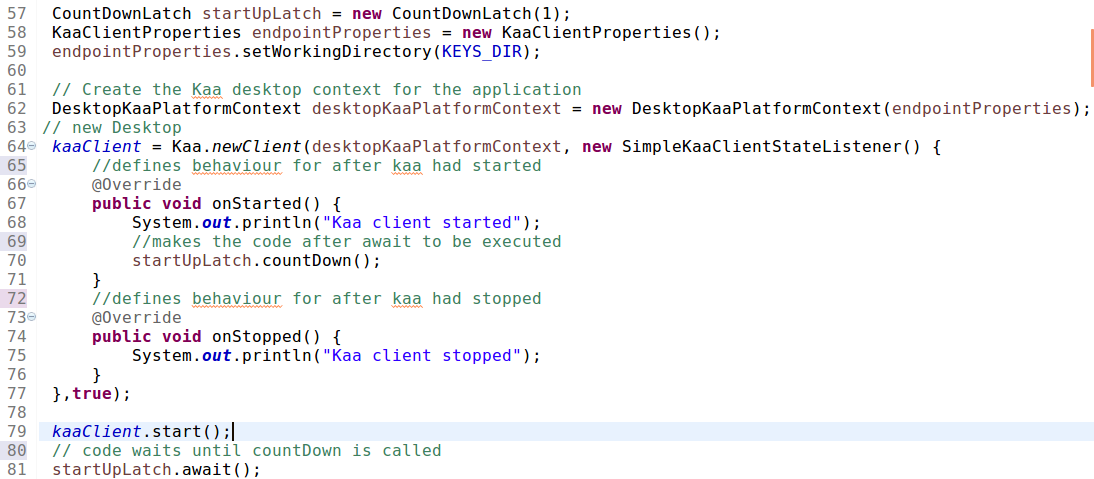 57 CountDownLatch startUpLatch = new CountDownLatch(1);
58 KaaClientProperties endpointProperties = new KaaClientProperties();
59 endpointProperties.setWorkingDirectory(KEYS_DIR);
60
61 // Create the Kaa desktop context for the application
62 DesktopKaaPlatformContext desktopKaaPlatformContext = new DesktopKaaPlatformContext(endpointProperties);
63 // new Desktop
64 kaaClient = Kaa.newClient(desktopKaaPlatformContext, new SimpleKaaClientStateListener() {
65     //defines behaviour for after kaa had started
66     @Override
67     public void onStarted() {
68         System.out.println("Kaa client started");
69         //makes the code after await to be executed
70         startUpLatch.countDown();
71     }
72     //defines behaviour for after kaa had stopped
73     @Override
74     public void onStopped() {
75         System.out.println("Kaa client stopped");
76     }
77 },true);
78
79 kaaClient.start();
80 // code waits until countDown is called
81 startUpLatch.await();